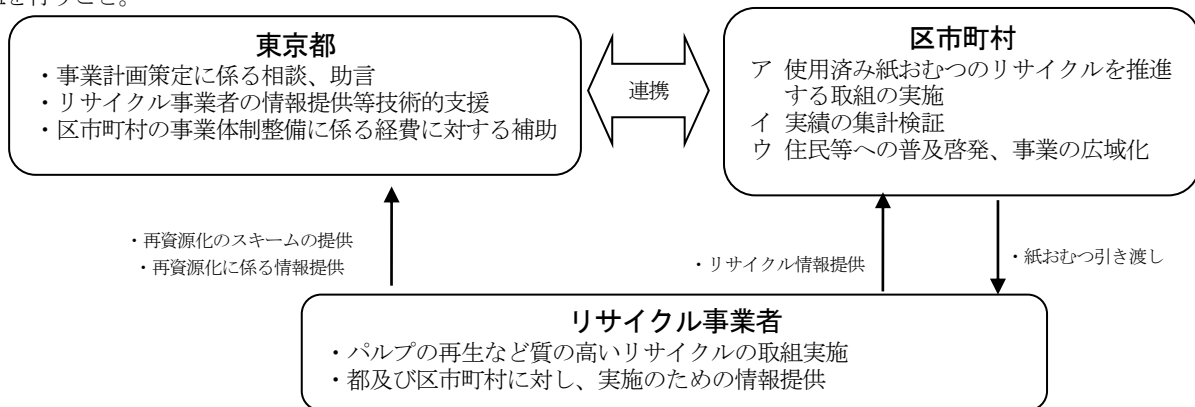 を行うこと。
東京都
・事業計画策定に係る相談、助言
・リサイクル事業者の情報提供等技術的支援
・区市町村の事業体制整備に係る経費に対する補助
連携
区市町村
ア 使用済み紙おむつのリサイクルを推進
する取組の実施
イ 実績の集計検証
ウ 住民等への普及啓発、事業の広域化
・再資源化のスキームの提供
・再資源化に係る情報提供
・リサイクル情報提供
・紙おむつ引き渡し
リサイクル事業者
・パルプの再生など質の高いリサイクルの取組実施
・都及び区市町村に対し、実施のための情報提供